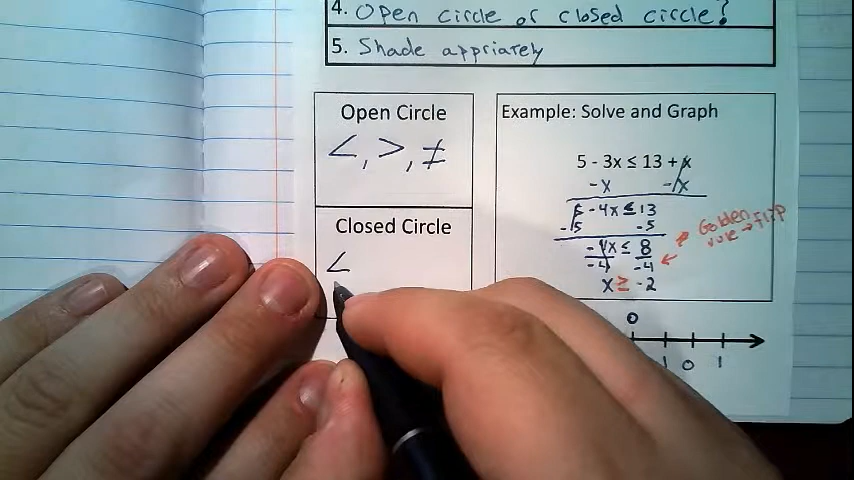 4. Open circle or closed circle?
5. Shade appriately
Open Circle
<, >, ≠
Closed Circle
<
Example: Solve and Graph
5 - 3x ≤ 13 + x
-x -x
5 - 4x ≤ 13
-5 -5
-4x ≤ 8
-4 -4
x ≥ -2
Golden
rule → Flip
0
1 0 1